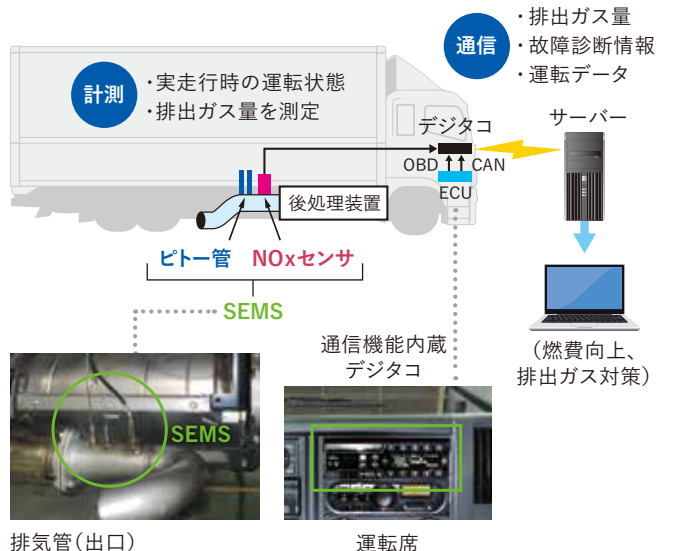 計測
・実走行時の運転状態
・排出ガス量を測定
通信
・排出ガス量
・故障診断情報
・運転データ
デジタコ
サーバー
OBD
CAN
ECU
後処理装置
ピトー管
NOxセンサ
SEMS
通信機能内蔵
デジタコ
(燃費向上、
排出ガス対策)
SEMS
排気管(出口)
運転席